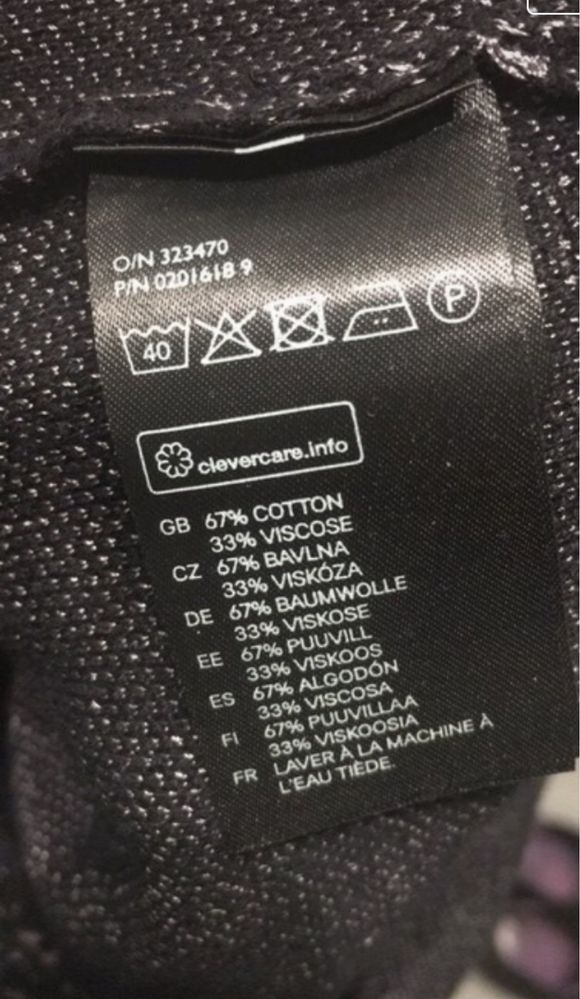 O/N 323470
P/N 0201618 9
40
P
clevercare.info
GB 67% COTTON
33% VISCOSE
CZ 67% BAVLNA
33% VISKÓZA
DE 67% BAUMWOLLE
33% VISKOSE
EE 67% PUUVILL
33% VISKOOS
ES 67% ALGODÓN
33% VISCOSA
FI 67% PUUVILLAA
33% VISKOOSIA
FR LAVER À LA MACHINE À
L'EAU TIÈDE.